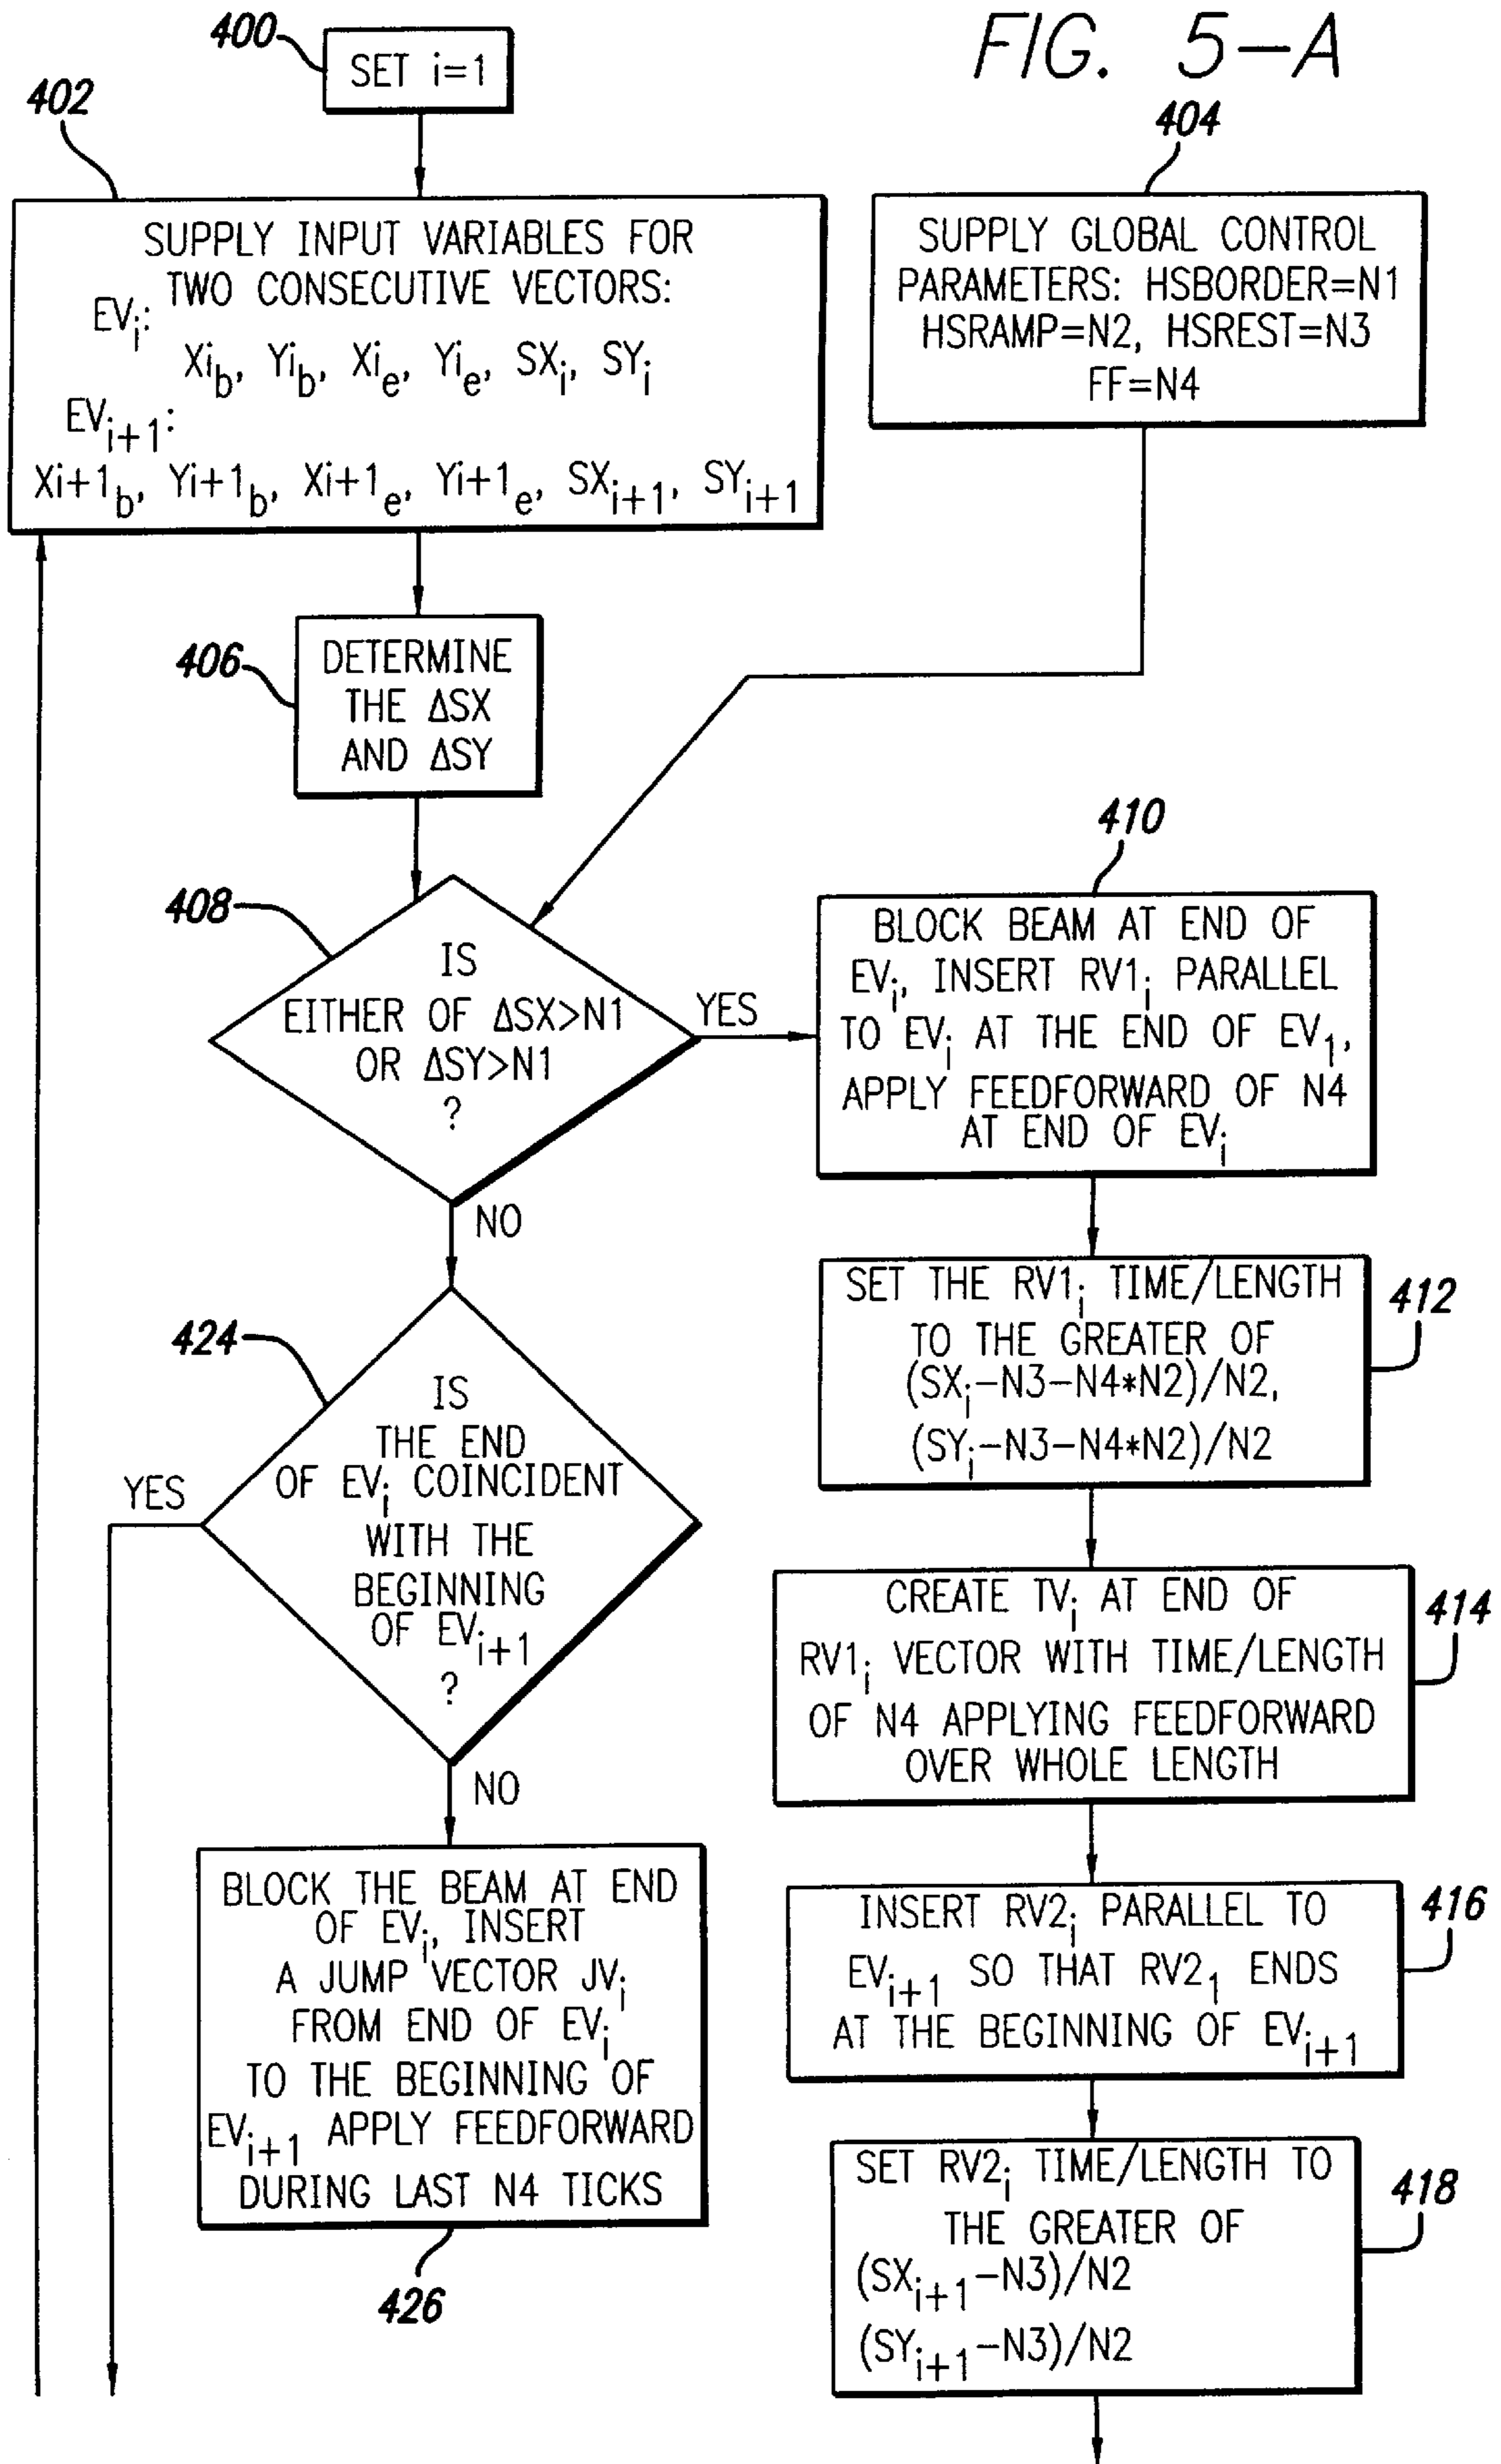 FIG. 5-A
400
SET i=1
402
SUPPLY INPUT VARIABLES FOR
TWO CONSECUTIVE VECTORS:
EVi:
Xib, Yib, Xie, Yie, SXi, SYi
EVi+1:
Xi+1b, Yi+1b, Xi+1e, Yi+1e, SXi+1, SYi+1
404
SUPPLY GLOBAL CONTROL
PARAMETERS: HSBORDER=N1
HSRAMP=N2, HSREST=N3
FF=N4
406
DETERMINE
THE ΔSX
AND ΔSY
408
IS
EITHER OF ΔSX>N1
OR ΔSY>N1
?
YES
NO
410
BLOCK BEAM AT END OF
EVi, INSERT RV1i PARALLEL
TO EVi AT THE END OF EV1,
APPLY FEEDFORWARD OF N4
AT END OF EVi
412
SET THE RV1i TIME/LENGTH
TO THE GREATER OF
(SXi-N3-N4*N2)/N2,
(SYi-N3-N4*N2)/N2
414
CREATE TVi AT END OF
RV1i VECTOR WITH TIME/LENGTH
OF N4 APPLYING FEEDFORWARD
OVER WHOLE LENGTH
416
INSERT RV2i PARALLEL TO
EVi+1 SO THAT RV21 ENDS
AT THE BEGINNING OF EVi+1
418
SET RV2i TIME/LENGTH TO
THE GREATER OF
(SXi+1-N3)/N2
(SYi+1-N3)/N2
424
IS
THE END
OF EVi COINCIDENT
WITH THE
BEGINNING
OF EVi+1
?
YES
NO
BLOCK THE BEAM AT END
OF EVi, INSERT
A JUMP VECTOR JVi
FROM END OF EVi
TO THE BEGINNING OF
EVi+1 APPLY FEEDFORWARD
DURING LAST N4 TICKS
426